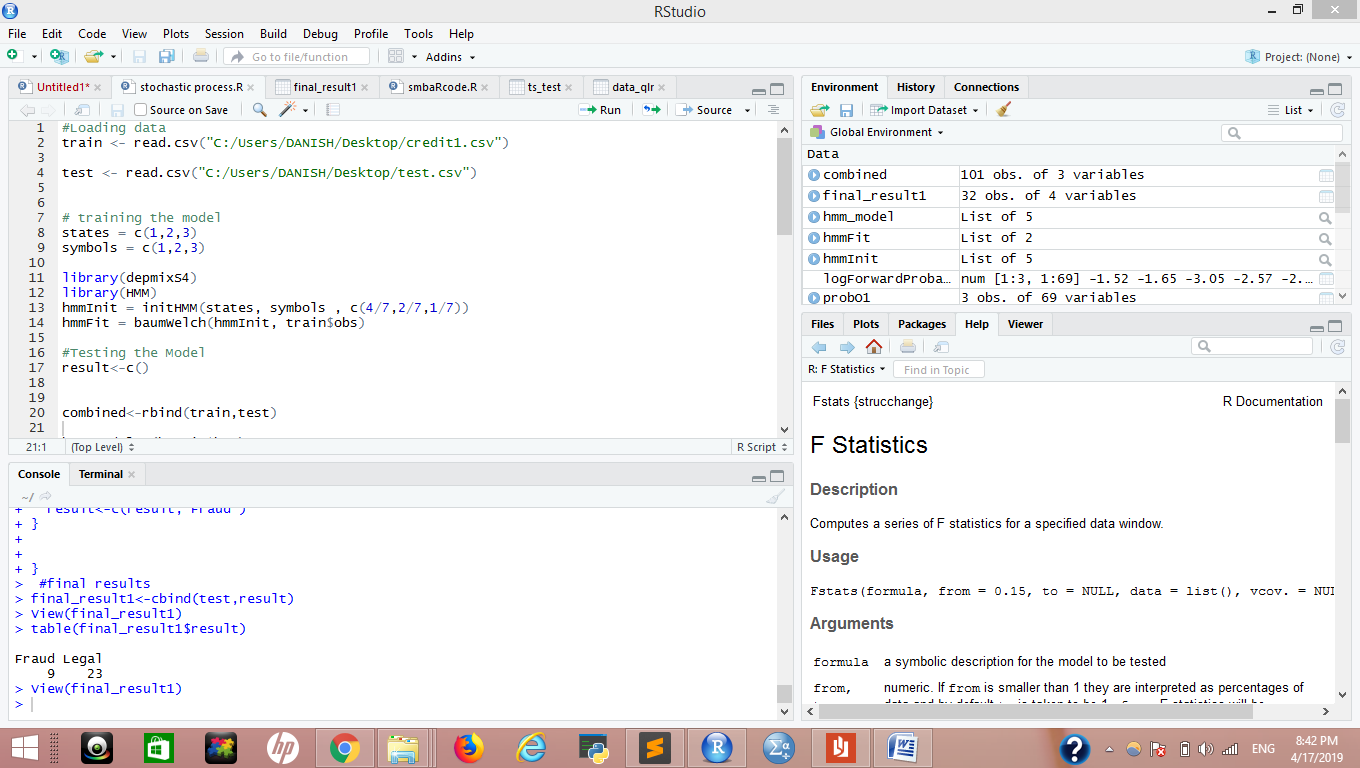 RStudio
File Edit Code View Plots Session Build Debug Profile Tools Help
Go to file/function Addins Project: (None)
Untitled1* stochastic process.R final_result1 smbaRcode.R ts_test data_qlr
Source on Save Run Source
1 #Loading data
2 train <- read.csv("C:/Users/DANISH/Desktop/credit1.csv")
3
4 test <- read.csv("C:/Users/DANISH/Desktop/test.csv")
5
6
7 # training the model
8 states = c(1,2,3)
9 symbols = c(1,2,3)
10
11 library(depmixS4)
12 library(HMM)
13 hmmInit = initHMM(states, symbols , c(4/7,2/7,1/7))
14 hmmFit = baumWelch(hmmInit, train$obs)
15
16 #Testing the Model
17 result<-c()
18
19
20 combined<-rbind(train,test)
21
21:1 (Top Level) R Script
Console Terminal
~/
+ result<-c(result, "Fraud")
+ }
+
+
+ }
> #final results
> final_result1<-cbind(test,result)
> View(final_result1)
> table(final_result1$result)
Fraud Legal
9 23
> View(final_result1)
>
Environment History Connections
Import Dataset List
Global Environment
Data
combined 101 obs. of 3 variables
final_result1 32 obs. of 4 variables
hmm_model List of 5
hmmFit List of 2
hmmInit List of 5
logForwardProba… num [1:3, 1:69] -1.52 -1.65 -3.05 -2.57 -2.…
probO1 3 obs. of 69 variables
Files Plots Packages Help Viewer
R: F Statistics Find in Topic
Fstats {strucchange} R Documentation
F Statistics
Description
Computes a series of F statistics for a specified data window.
Usage
Fstats(formula, from = 0.15, to = NULL, data = list(), vcov. = NUL
Arguments
formula a symbolic description for the model to be tested
from, numeric. If from is smaller than 1 they are interpreted as percentages of
ENG
8:42 PM
4/17/2019